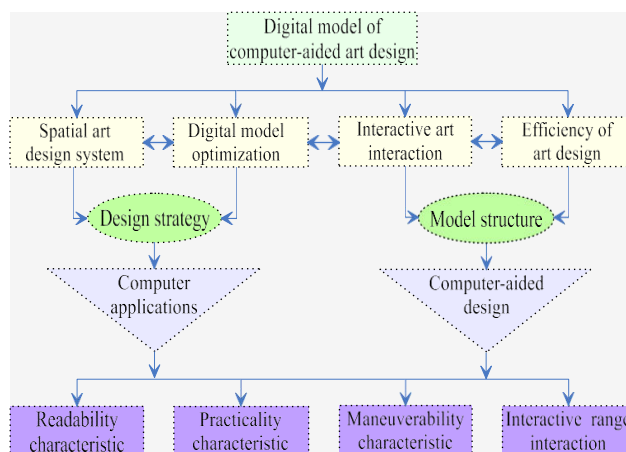 Digital model of
computer-aided art design
Spatial art
design system
Digital model
optimization
Interactive art
interaction
Efficiency of
art design
Design strategy
Model structure
Computer
applications
Computer-aided
design
Readability
characteristic
Practicality
characteristic
Maneuverability
characteristic
Interactive range
interaction